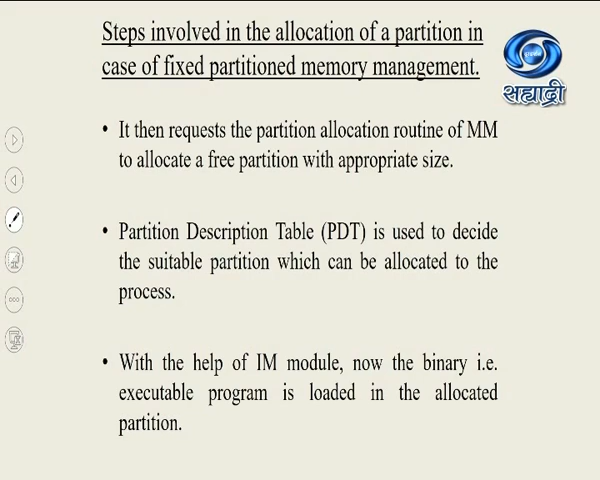 Steps involved in the allocation of a partition in
case of fixed partitioned memory management.
सह्याद्री
• It then requests the partition allocation routine of MM
to allocate a free partition with appropriate size.
• Partition Description Table (PDT) is used to decide
the suitable partition which can be allocated to the
process.
• With the help of IM module, now the binary i.e.
executable program is loaded in the allocated
partition.